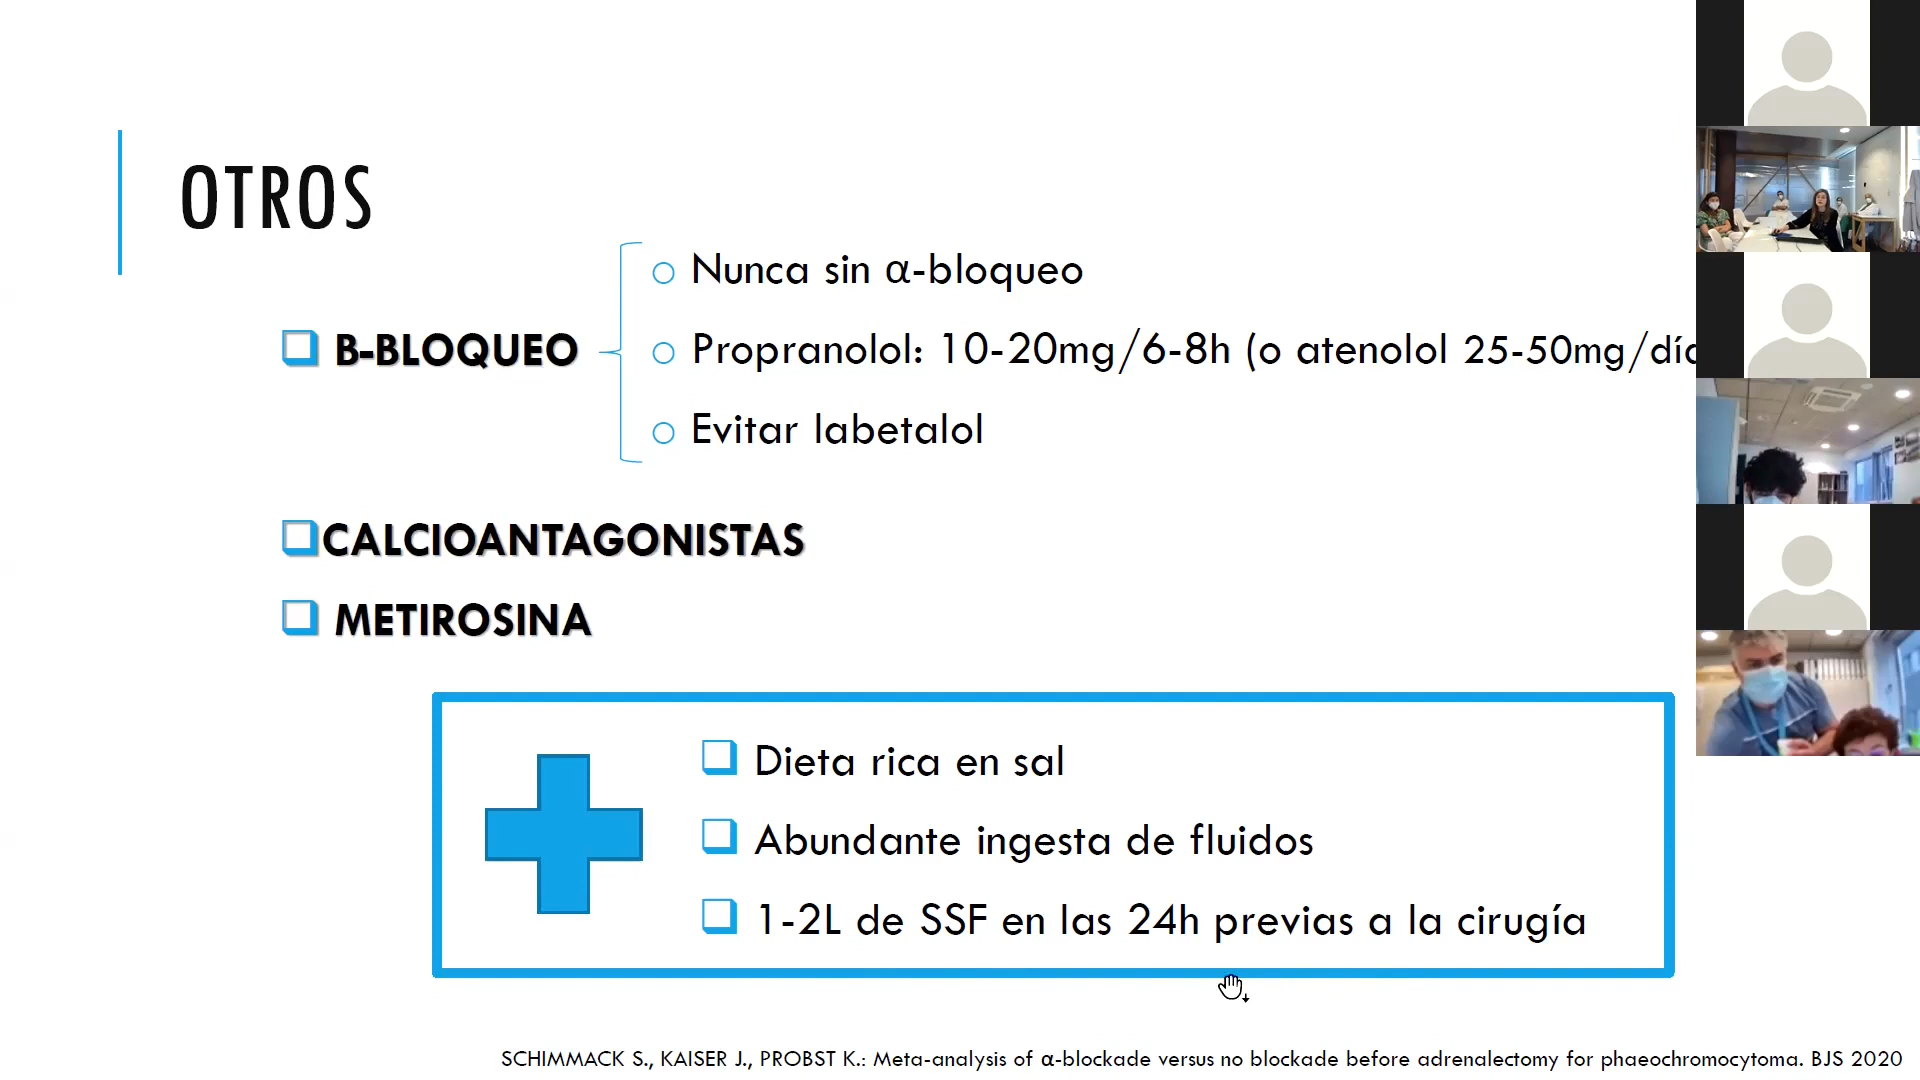 OTROS
Nunca sin α-bloqueo
B-BLOQUEO
Propranolol: 10-20mg/6-8h (o atenolol 25-50mg/día
Evitar labetalol
CALCIOANTAGONISTAS
METIROSINA
Dieta rica en sal
Abundante ingesta de fluidos
1-2L de SSF en las 24h previas a la cirugía
SCHIMMACK S., KAISER J., PROBST K.: Meta-analysis of α-blockade versus no blockade before adrenalectomy for phaeochromocytoma. BJS 2020